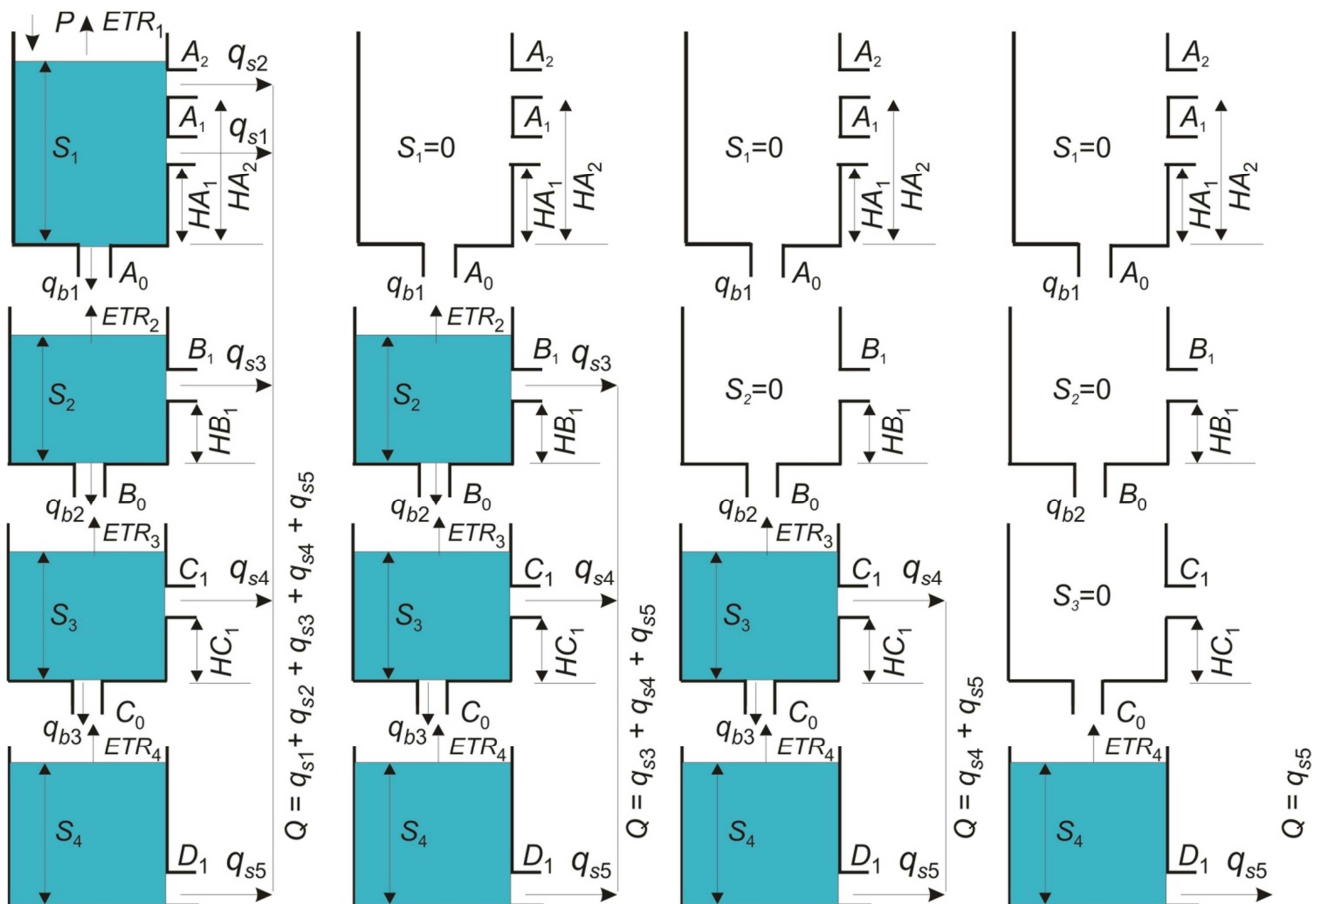 P ETR1
A2 qs2
A1 qs1
S1
HA1
HA2
qb1 A0
ETR2
B1 qs3
S2
HB1
qb2 B0
ETR3
C1 qs4
S3
HC1
qb3 C0
ETR4
S4
D1 qs5
Q = qs1+ qs2 + qs3 + qs4 + qs5
A2
A1
S1=0
HA1
HA2
qb1 A0
ETR2
B1 qs3
S2
HB1
qb2 B0
ETR3
C1 qs4
S3
HC1
qb3 C0
ETR4
S4
D1 qs5
Q = qs3 + qs4 + qs5
A2
A1
S1=0
HA1
HA2
qb1 A0
B1
S2=0
HB1
qb2 B0
ETR3
C1 qs4
S3
HC1
qb3 C0
ETR4
S4
D1 qs5
Q = qs4 + qs5
A2
A1
S1=0
HA1
HA2
qb1 A0
B1
S2=0
HB1
qb2 B0
C1
S3=0
HC1
C0
ETR4
S4
D1 qs5
Q = qs5